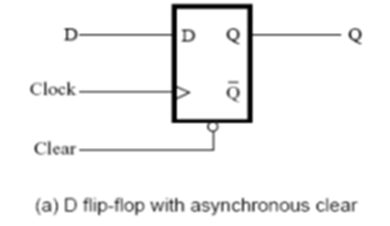 D D Q Q
Clock Q̅
Clear
(a) D flip-flop with asynchronous clear